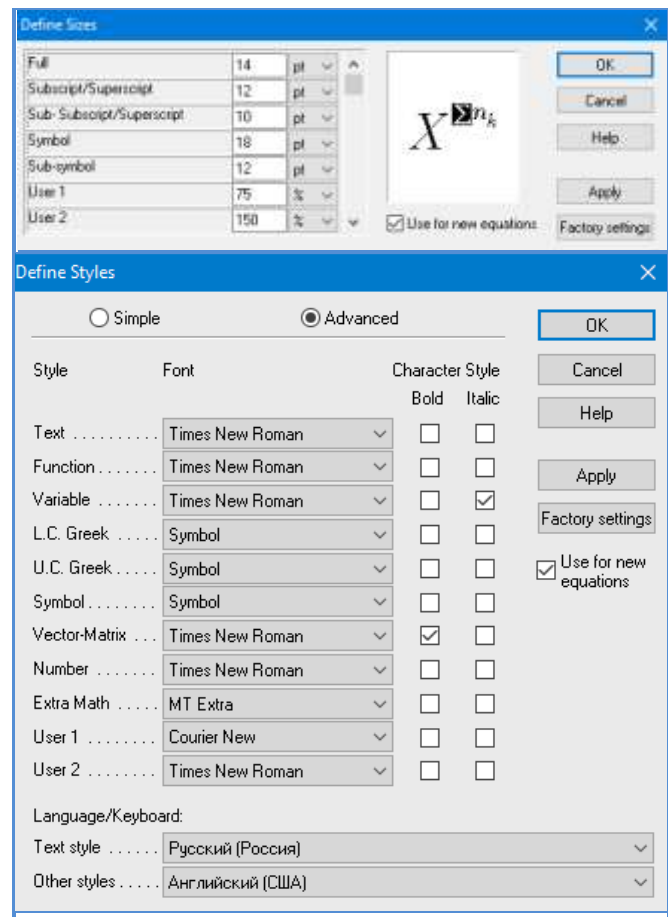 Define Sizes
Full 14 pt
Subscript/Superscript 12 pt
Sub- Subscript/Superscript 10 pt
Symbol 18 pt
Sub-symbol 12 pt
User 1 75 %
User 2 150 %
X Σ n k
Use for new equations
OK
Cancel
Help
Apply
Factory settings
Define Styles
Simple Advanced
Style Font Character Style
Bold Italic
Text . . . . . . . . . . Times New Roman
Function . . . . . . . Times New Roman
Variable . . . . . . . Times New Roman
L.C. Greek . . . . . Symbol
U.C. Greek . . . . . Symbol
Symbol . . . . . . . . Symbol
Vector-Matrix . . . Times New Roman
Number . . . . . . . Times New Roman
Extra Math . . . . . MT Extra
User 1 . . . . . . . . Courier New
User 2 . . . . . . . . Times New Roman
OK
Cancel
Help
Apply
Factory settings
Use for new
equations
Language/Keyboard:
Text style . . . . . . Русский (Россия)
Other styles . . . . . Английский (США)